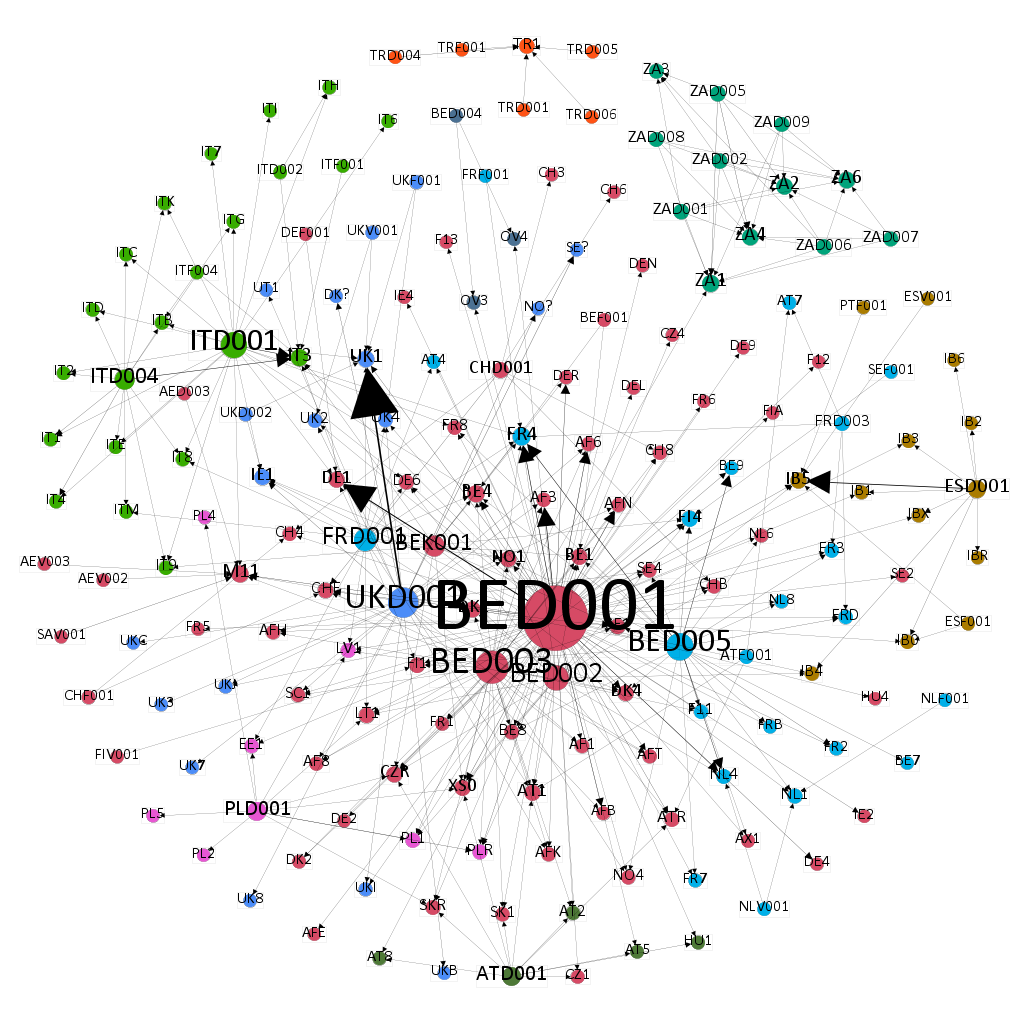 TRD004
TRF001
TR1
TRD005
ZA3
ITH
ZAD005
ITI
TRD001
TRD006
BED004
IT6
ZAD009
ZAD008
IT7
ITD002
ITF001
UKF001
FRF001
CH3
ZAD002
ZA2
ZA6
CH6
ITK
ITG
ZAD001
DEF001
UKV001
F13
SE?
ZA4
ZAD006
ZAD007
ITC
ITF004
DEN
ZA1
UT1
DK?
IE4
NO?
AT7
PTF001
ESV001
ITD
ITB
BEF001
CZ4
ITD001
IT3
UK1
AT4
CHD001
DE9
F12
SEF001
IB6
IT2
ITD004
AED003
DER
DEL
FR6
UKD002
UK2
UK4
FR8
FR4
FIA
FRD003
IB2
IT1
ITE
AF6
CH8
IB3
IT8
IE1
DE1
DE6
BE4
AF3
AFN
BE9
IB5
IB1
ESD001
IT4
ITM
PL4
CH4
FI4
IBX
FRD001
BEK001
NO1
BE1
NL6
FR3
IBR
AEV003
AEV002
IT9
SE4
CHB
SE2
UKD001
BED001
NL8
FRD
ESF001
SAV001
UKC
FR5
AFH
LV1
BED005
FI1
BED003
BED002
ATF001
IB4
CHF001
UK3
SC1
LT1
DK4
HU4
NLF001
FR1
BE8
F11
FRB
FIV001
UK7
EE1
AF8
CZR
AF1
AFT
FR2
BE7
XS0
AT1
NL4
NL1
PL5
PLD001
DE2
PL1
AFB
ATR
IE2
PL2
DK2
PLR
AFK
AX1
DE4
UK8
UKI
NO4
FR7
SKR
SK1
AT2
NLV001
AFE
AT8
UKB
ATD001
CZ1
AT5
HU1